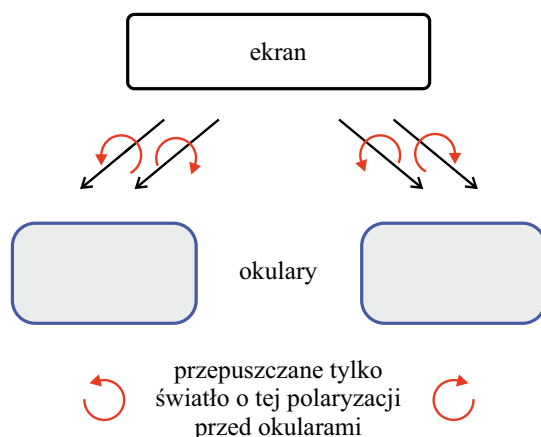 ekran
okulary
przepuszczane tylko
światło o tej polaryzacji
przed okularami